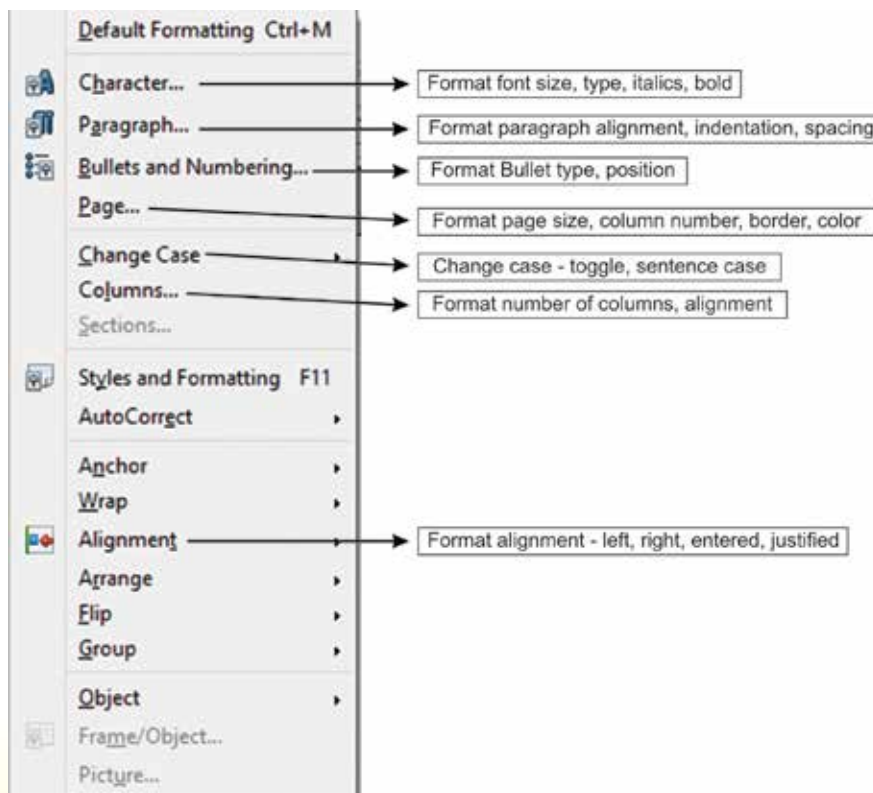 Default Formatting Ctrl+M
Character... Format font size, type, italics, bold
Paragraph... Format paragraph alignment, indentation, spacing
Bullets and Numbering... Format Bullet type, position
Page... Format page size, column number, border, color
Change Case Change case - toggle, sentence case
Columns... Format number of columns, alignment
Sections...
Styles and Formatting F11
AutoCorrect
Anchor
Wrap
Alignment Format alignment - left, right, entered, justified
Arrange
Flip
Group
Object
Frame/Object...
Picture...